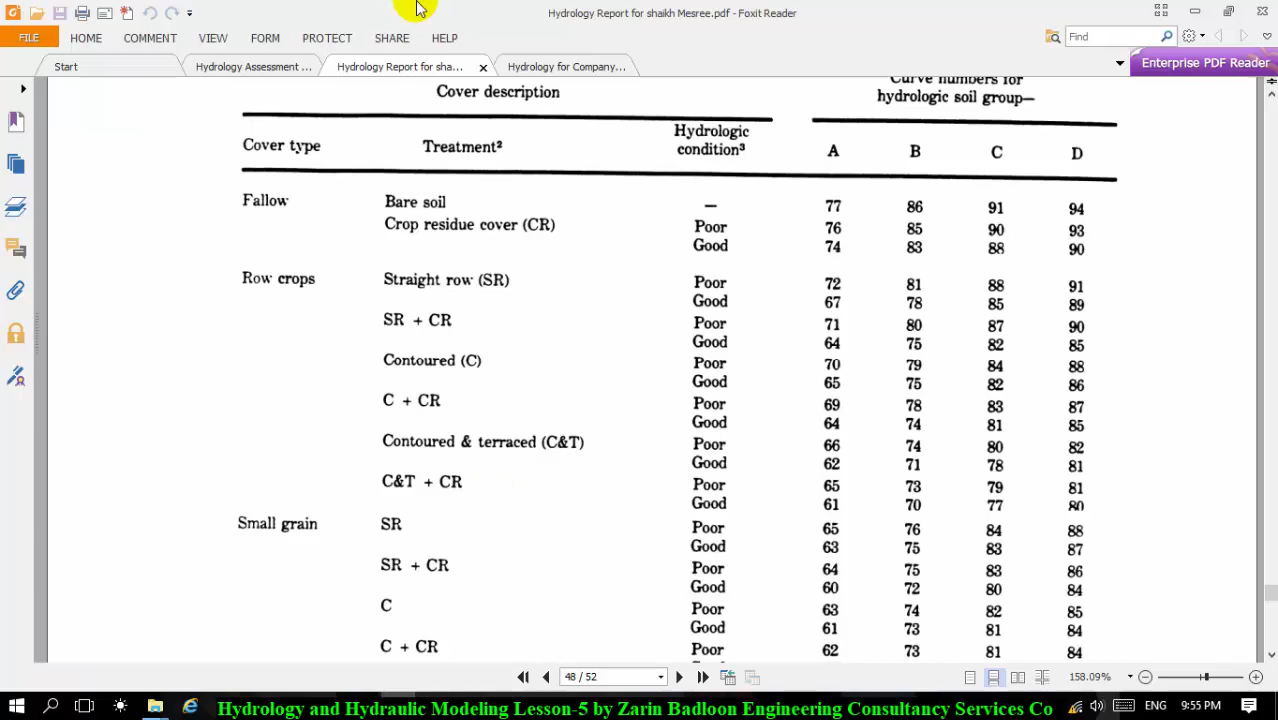 Hydrology Report for shaikh Mesree.pdf - Foxit Reader
FILE HOME COMMENT VIEW FORM PROTECT SHARE HELP Find
Start Hydrology Assessment ... Hydrology Report for sha... Hydrology for Company... Enterprise PDF Reader
Curve numbers for
Cover description hydrologic soil group—
Hydrologic
Cover type Treatment² condition³ A B C D
Fallow Bare soil — 77 86 91 94
Crop residue cover (CR) Poor 76 85 90 93
Good 74 83 88 90
Row crops Straight row (SR) Poor 72 81 88 91
Good 67 78 85 89
SR + CR Poor 71 80 87 90
Good 64 75 82 85
Contoured (C) Poor 70 79 84 88
Good 65 75 82 86
C + CR Poor 69 78 83 87
Good 64 74 81 85
Contoured & terraced (C&T) Poor 66 74 80 82
Good 62 71 78 81
C&T + CR Poor 65 73 79 81
Good 61 70 77 80
Small grain SR Poor 65 76 84 88
Good 63 75 83 87
SR + CR Poor 64 75 83 86
Good 60 72 80 84
C Poor 63 74 82 85
Good 61 73 81 84
C + CR Poor 62 73 81 84
48 / 52 158.09%
Hydrology and Hydraulic Modeling Lesson-5 by Zarin Badloon Engineering Consultancy Services Co
9:55 PM